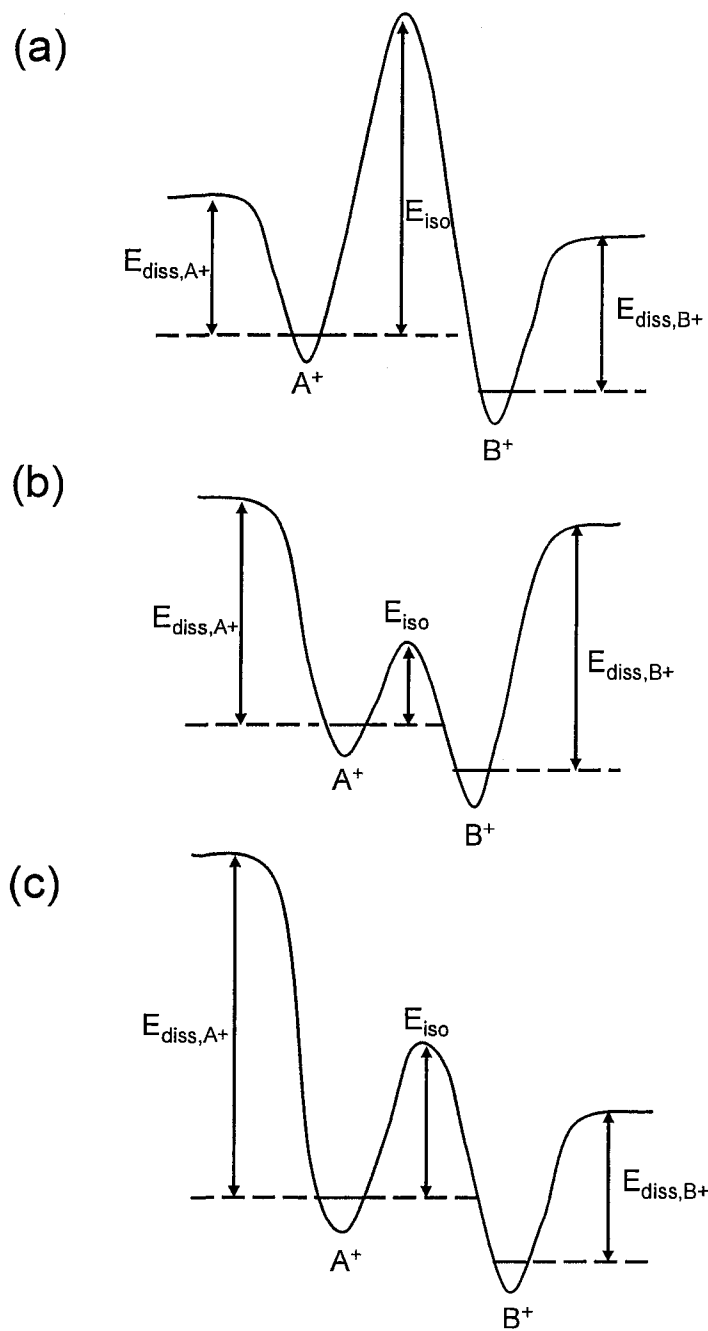 (a)
E_iso
E_diss,A+
E_diss,B+
A⁺
B⁺
(b)
E_iso
E_diss,A+
E_diss,B+
A⁺
B⁺
(c)
E_iso
E_diss,A+
E_diss,B+
A⁺
B⁺